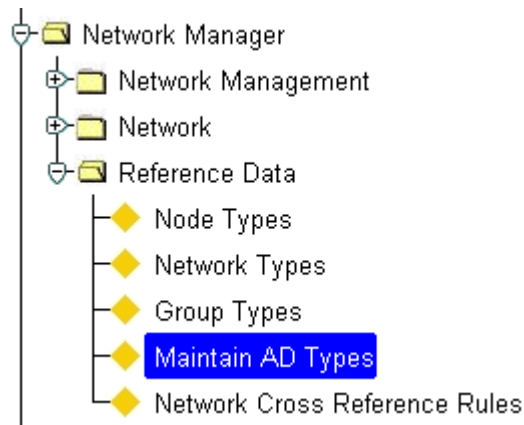 Network Manager
Network Management
Network
Reference Data
Node Types
Network Types
Group Types
Maintain AD Types
Network Cross Reference Rules